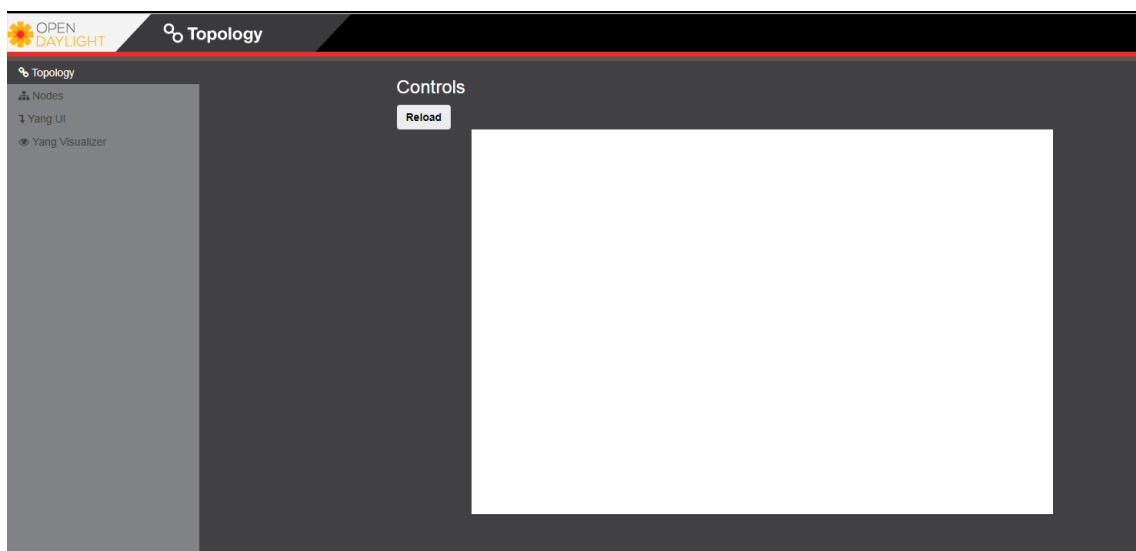 OPEN
DAYLIGHT
Topology
Topology
Nodes
Yang UI
Yang Visualizer
Controls
Reload